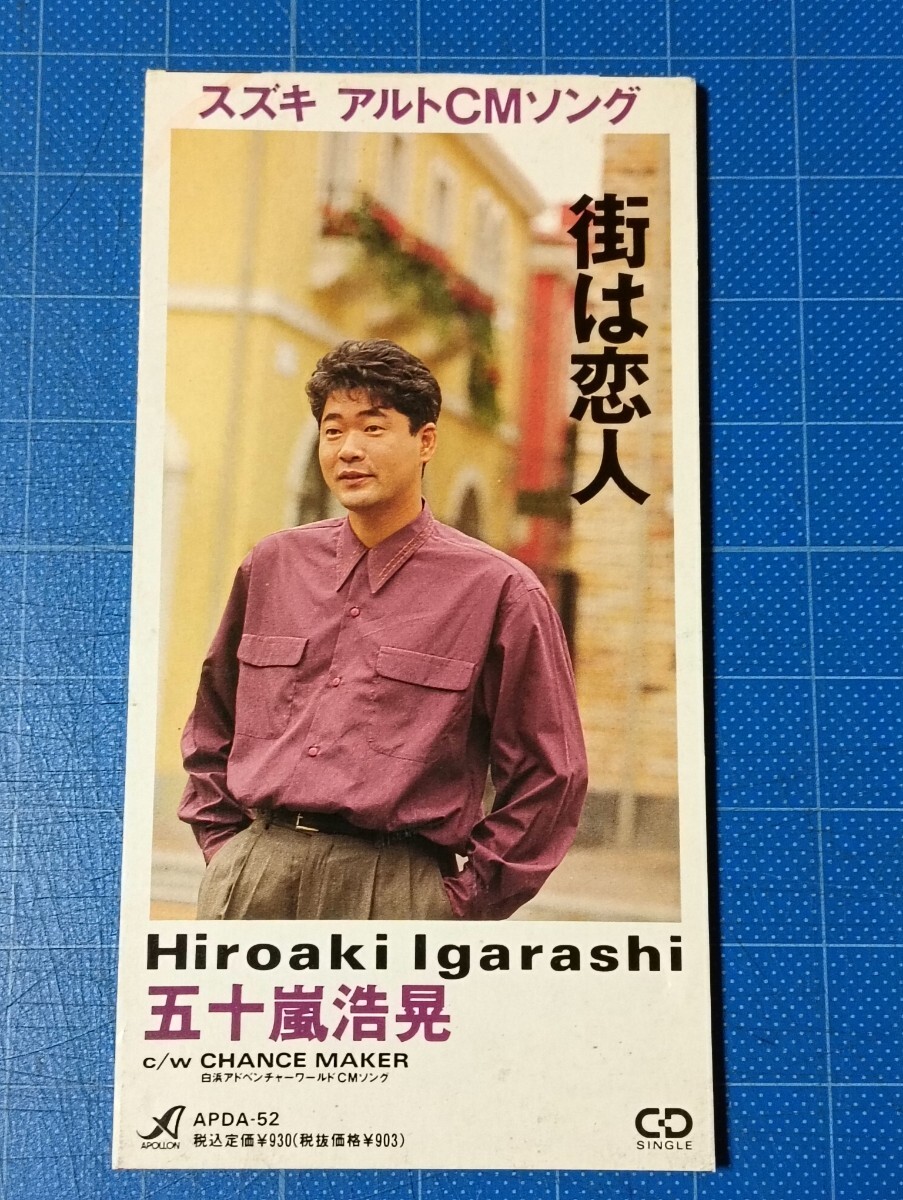 スズキ アルトCMソング
街は恋人
Hiroaki Igarashi
五十嵐浩晃
c/w CHANCE MAKER
白浜アドベンチャーワールドCMソング
APOLLON
APDA-52
税込定価¥930(税抜価格¥903)
CD
SINGLE